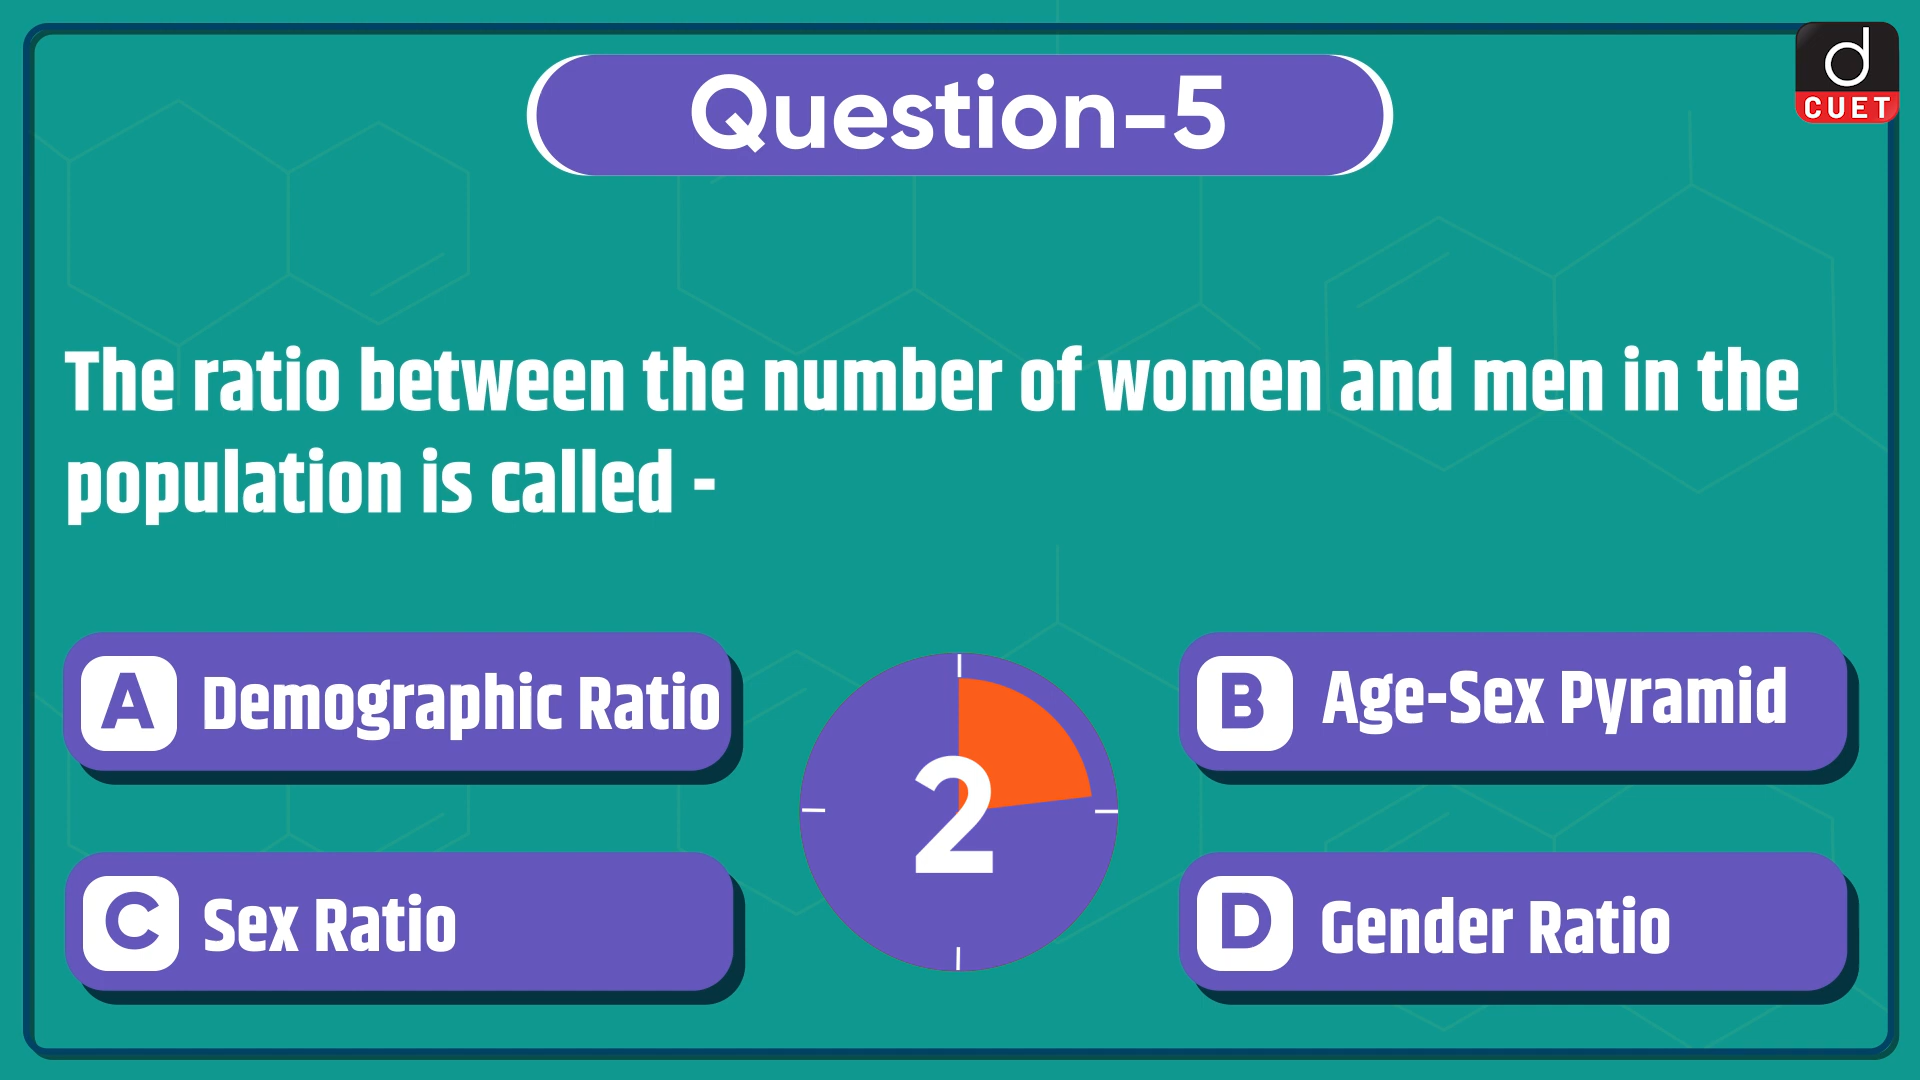 Question-5
d
CUET
The ratio between the number of women and men in the
population is called -
A Demographic Ratio
B Age-Sex Pyramid
2
C Sex Ratio
D Gender Ratio